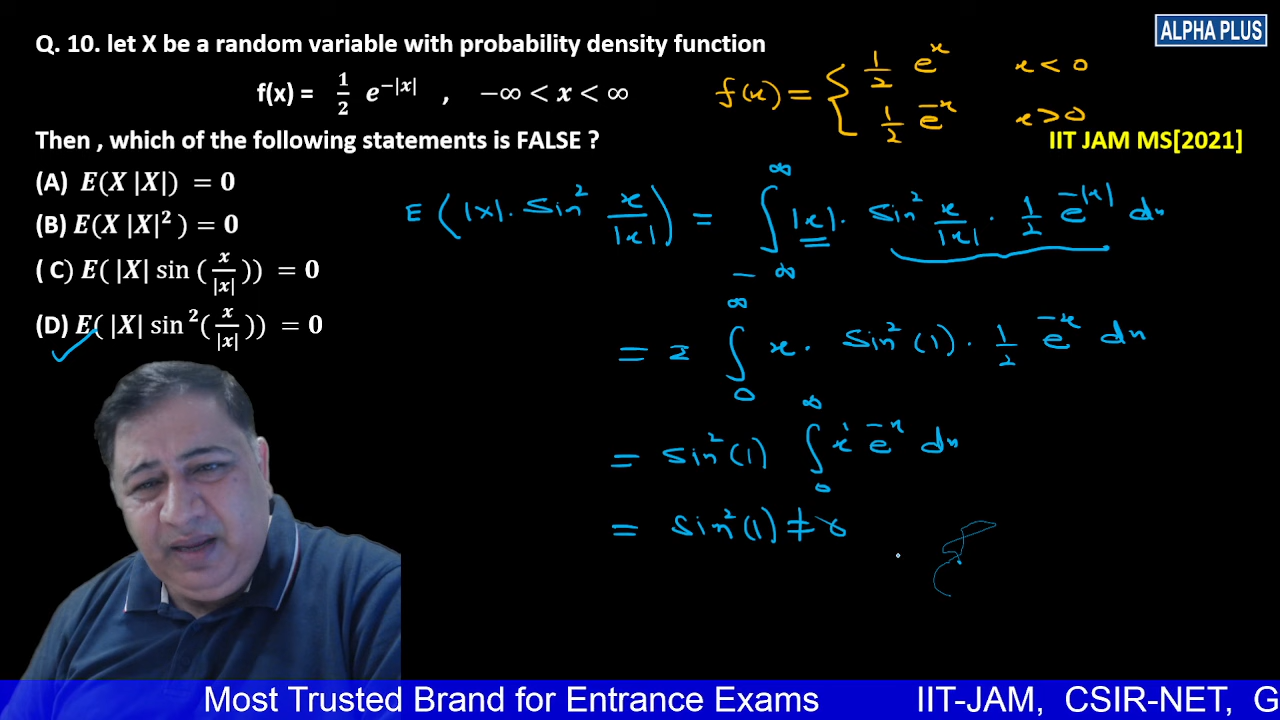 ALPHA PLUS
Q. 10. let X be a random variable with probability density function
f(x) = 1/2 e^{-|x|} , −∞ < x < ∞
f(x) = { 1/2 e^x x < 0
1/2 e^{-x} x > 0
Then , which of the following statements is FALSE ?
IIT JAM MS[2021]
(A) E(X |X|) = 0
(B) E(X |X|²) = 0
( C) E( |X| sin (x/|x|)) = 0
(D) E( |X| sin ²(x/|x|)) = 0
E (|x|. sin² x/|x|) = ∫_{-∞}^{∞} |x| . sin² x/|x| . 1/2 e^{-|x|} dx
= 2 ∫_0^∞ x . sin² (1) . 1/2 e^{-x} dx
= sin² (1) ∫_0^∞ x¹ e^{-x} dx
= sin² (1) ≠ 0
Most Trusted Brand for Entrance Exams IIT-JAM, CSIR-NET, G